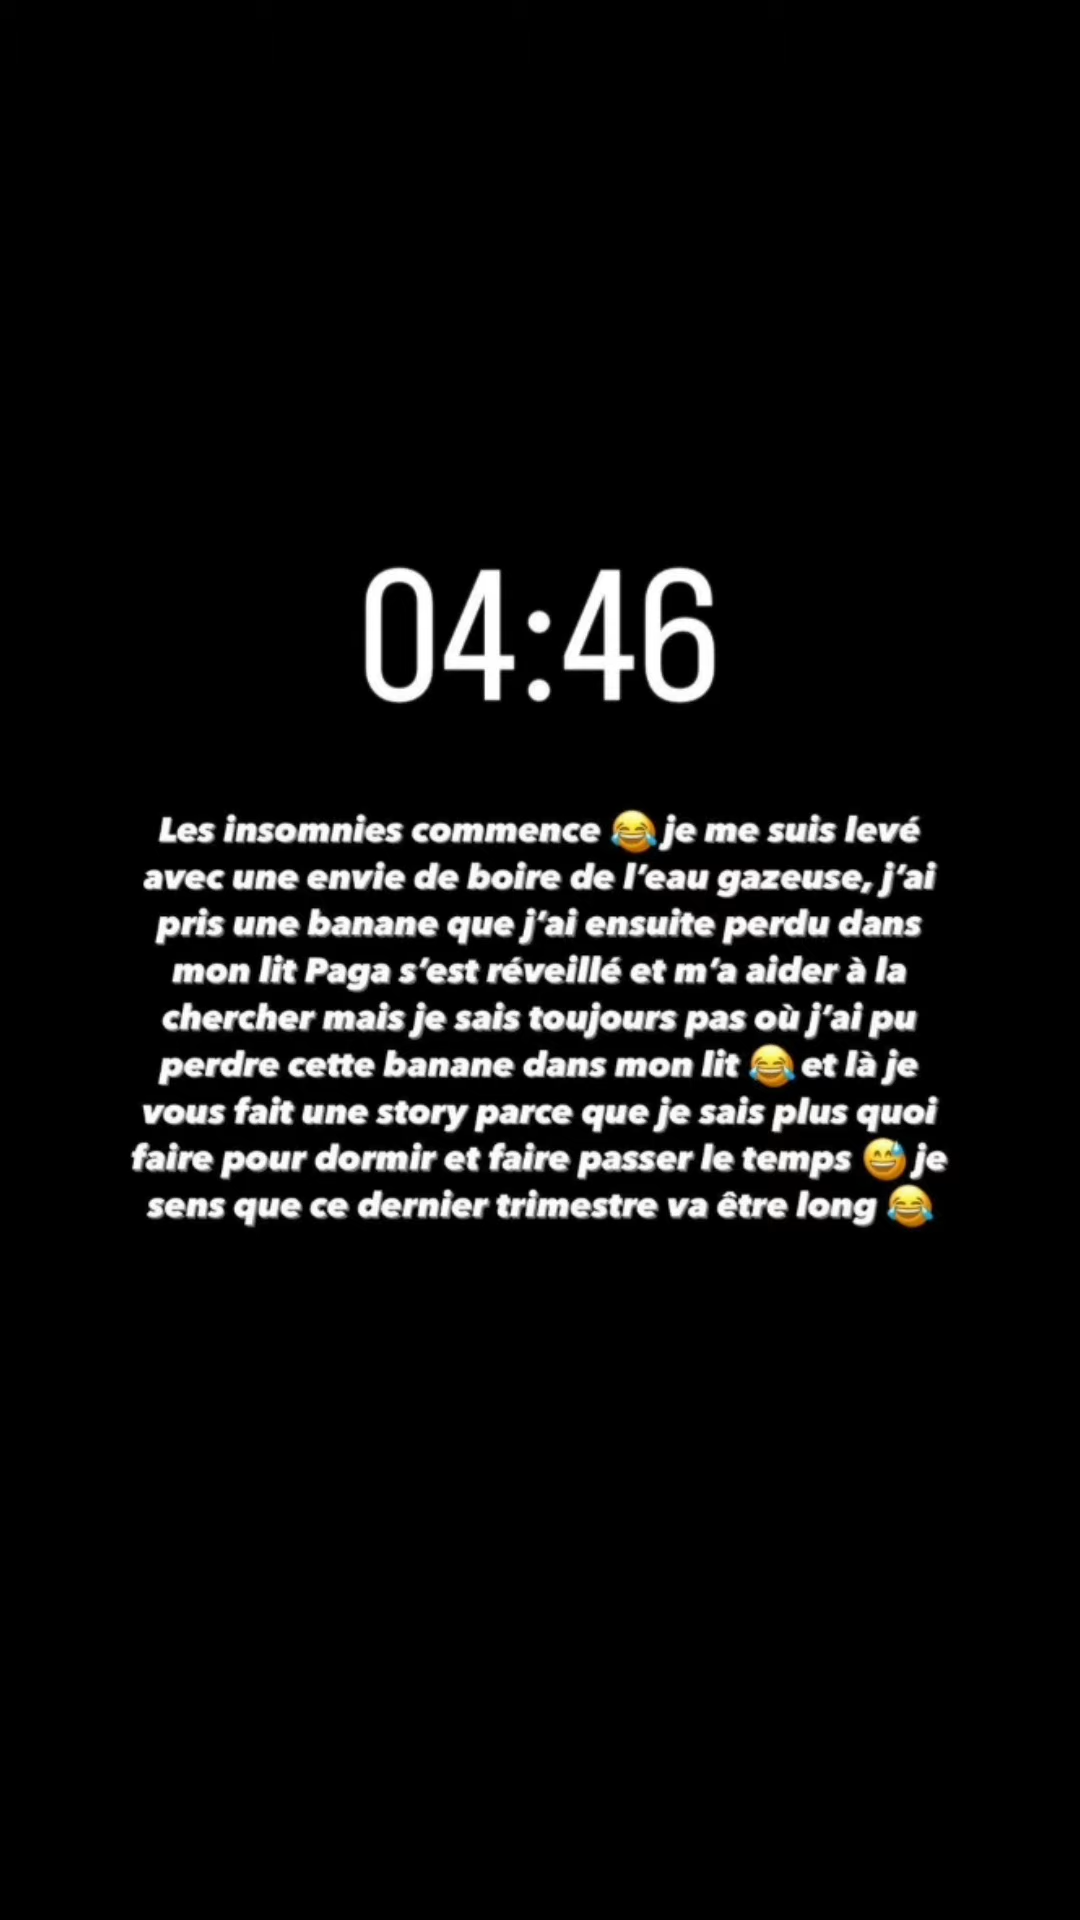 04:46
Les insomnies commence 😂 je me suis levé
avec une envie de boire de l’eau gazeuse, j’ai
pris une banane que j’ai ensuite perdu dans
mon lit Paga s’est réveillé et m’a aider à la
chercher mais je sais toujours pas où j’ai pu
perdre cette banane dans mon lit 😂 et là je
vous fait une story parce que je sais plus quoi
faire pour dormir et faire passer le temps 😅 je
sens que ce dernier trimestre va être long 😂